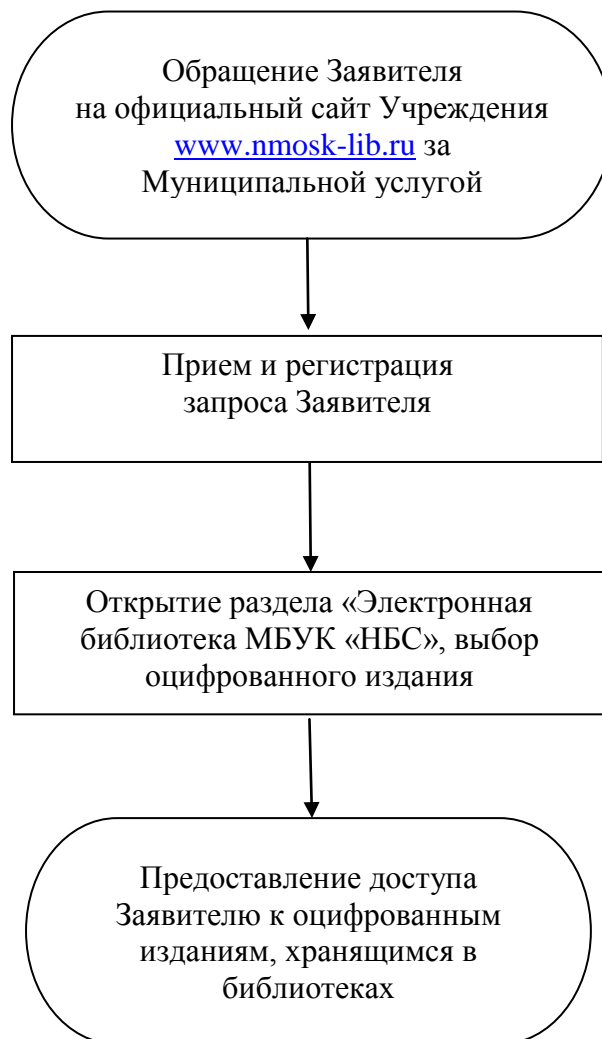 Обращение Заявителя
на официальный сайт Учреждения
www.nmosk-lib.ru за
Муниципальной услугой
Прием и регистрация
запроса Заявителя
Открытие раздела «Электронная
библиотека МБУК «НБС», выбор
оцифрованного издания
Предоставление доступа
Заявителю к оцифрованным
изданиям, хранящимся в
библиотеках